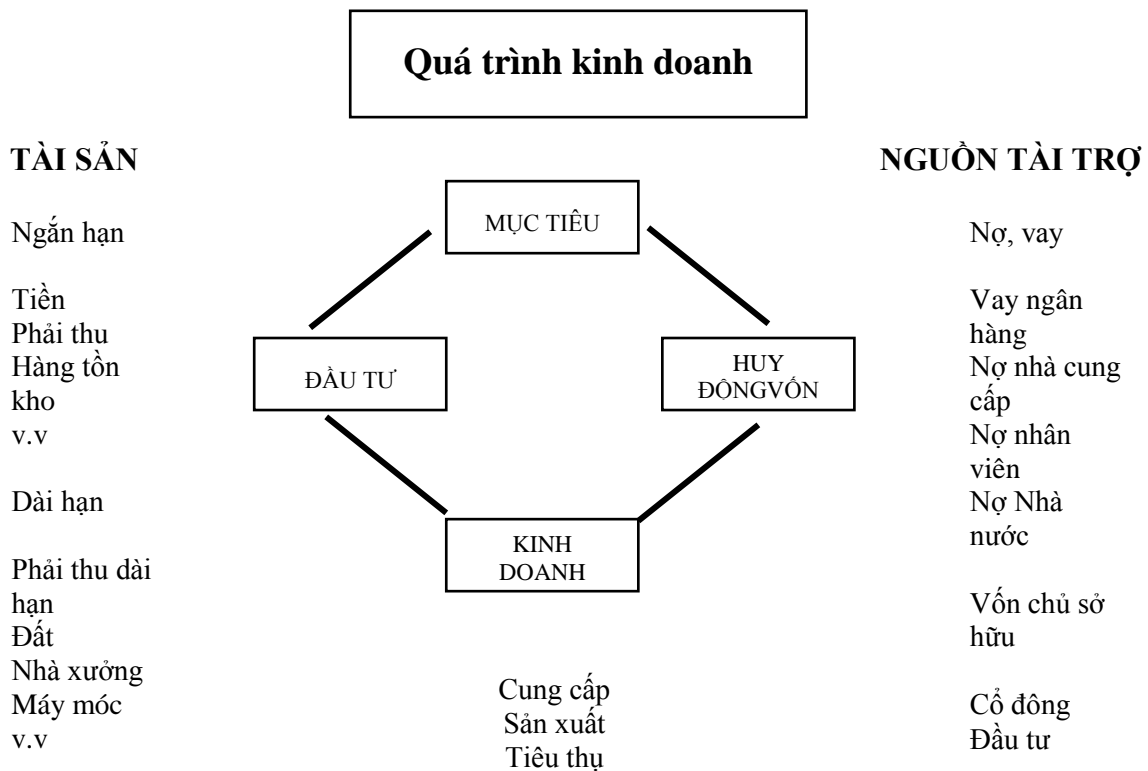 Quá trình kinh doanh
TÀI SẢN
Ngắn hạn
Tiền
Phải thu
Hàng tồn
kho
v.v
Dài hạn
Phải thu dài
hạn
Đất
Nhà xưởng
Máy móc
v.v
MỤC TIÊU
ĐẦU TƯ
HUY
ĐỘNGVỐN
KINH
DOANH
Cung cấp
Sản xuất
Tiêu thụ
NGUỒN TÀI TRỢ
Nợ, vay
Vay ngân
hàng
Nợ nhà cung
cấp
Nợ nhân
viên
Nợ Nhà
nước
Vốn chủ sở
hữu
Cổ đông
Đầu tư